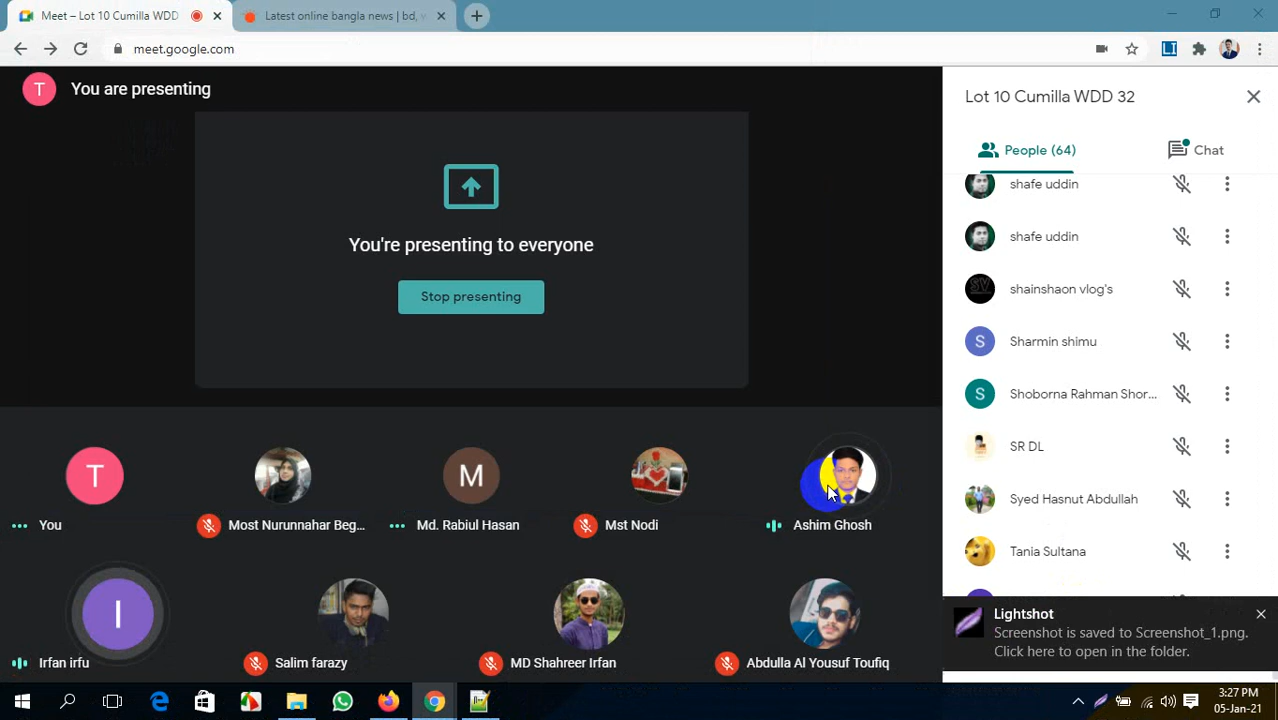 Meet – Lot 10 Cumilla WDD
Latest online bangla news | bd, w
meet.google.com
LI
T
You are presenting
Lot 10 Cumilla WDD 32
People (64)
Chat
You're presenting to everyone
Stop presenting
shafe uddin
shafe uddin
SV
shainshaon vlog's
S
Sharmin shimu
S
Shoborna Rahman Shor...
SR DL
Syed Hasnut Abdullah
Tania Sultana
T
You
Most Nurunnahar Beg...
M
Md. Rabiul Hasan
Mst Nodi
Ashim Ghosh
I
Irfan irfu
Salim farazy
MD Shahreer Irfan
Abdulla Al Yousuf Toufiq
Lightshot
Screenshot is saved to Screenshot_1.png.
Click here to open in the folder.
3:27 PM
05-Jan-21